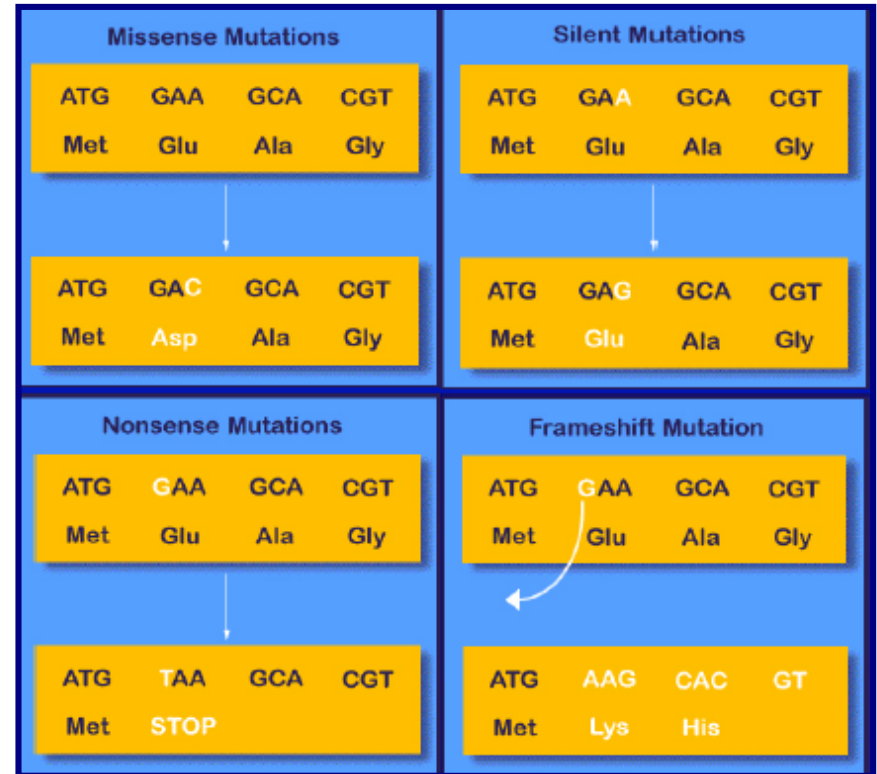 Missense Mutations
ATG GAA GCA CGT
Met Glu Ala Gly
ATG GAC GCA CGT
Met Asp Ala Gly
Silent Mutations
ATG GAA GCA CGT
Met Glu Ala Gly
ATG GAG GCA CGT
Met Glu Ala Gly
Nonsense Mutations
ATG GAA GCA CGT
Met Glu Ala Gly
ATG TAA GCA CGT
Met STOP
Frameshift Mutation
ATG GAA GCA CGT
Met Glu Ala Gly
ATG AAG CAC GT
Met Lys His